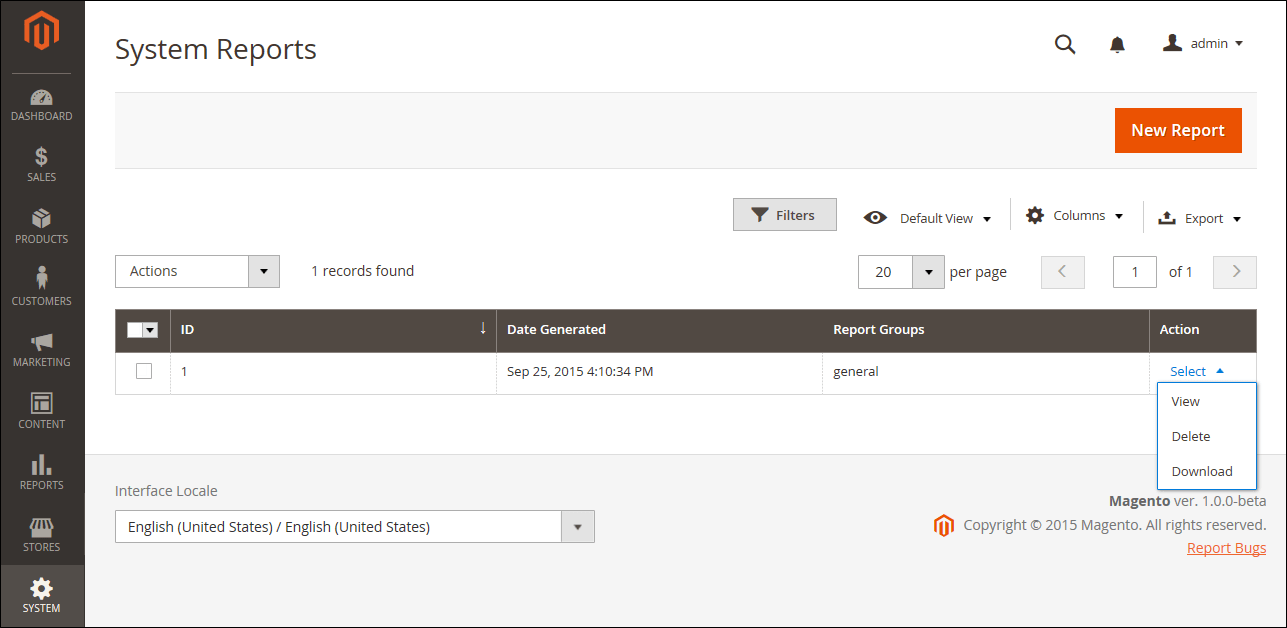 System Reports
admin
DASHBOARD
SALES
PRODUCTS
CUSTOMERS
MARKETING
CONTENT
REPORTS
STORES
SYSTEM
New Report
Filters
Default View
Columns
Export
Actions
1 records found
20
per page
1
of 1
ID
Date Generated
Report Groups
Action
1
Sep 25, 2015 4:10:34 PM
general
Select
View
Delete
Download
Interface Locale
English (United States) / English (United States)
Magento ver. 1.0.0-beta
Copyright © 2015 Magento. All rights reserved.
Report Bugs